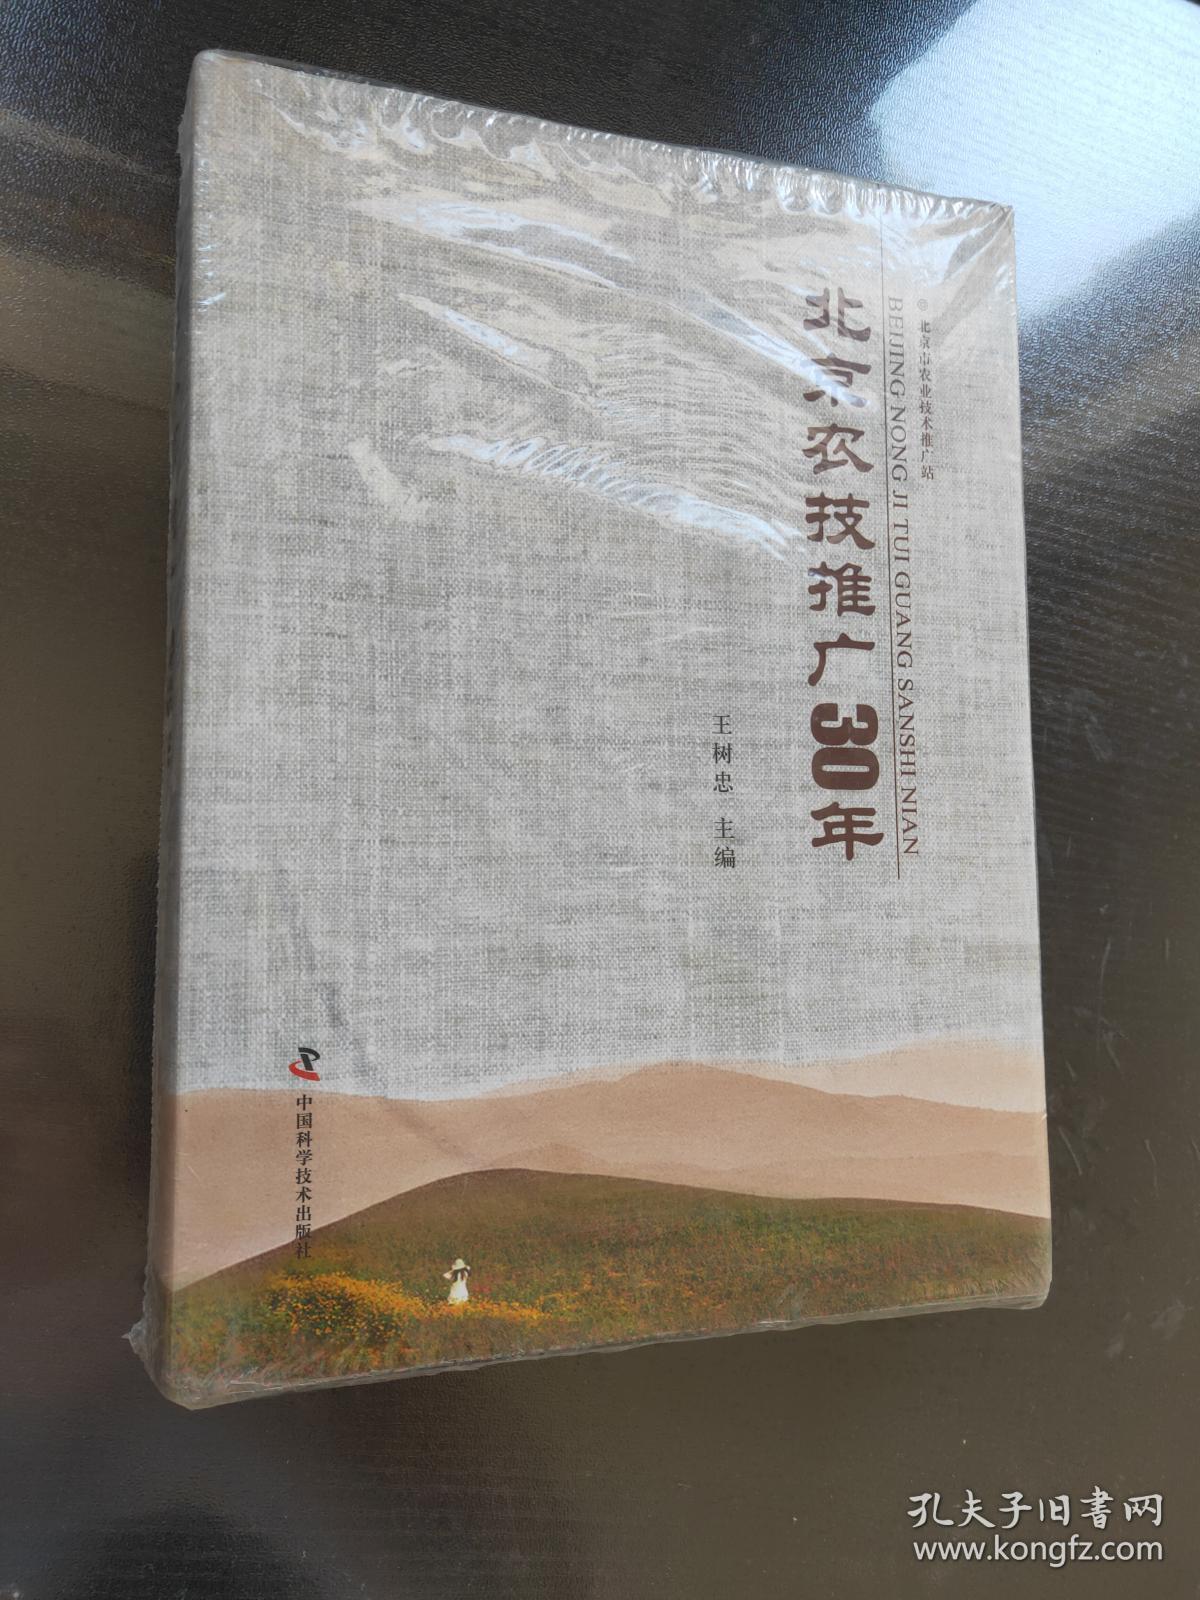 ◎北京市农业技术推广站
BEIJING NONG JI TUI GUANG SANSHI NIAN
北京农技推广30年
王树忠 主编
中国科学技术出版社
孔夫子旧书网
www.kongfz.com